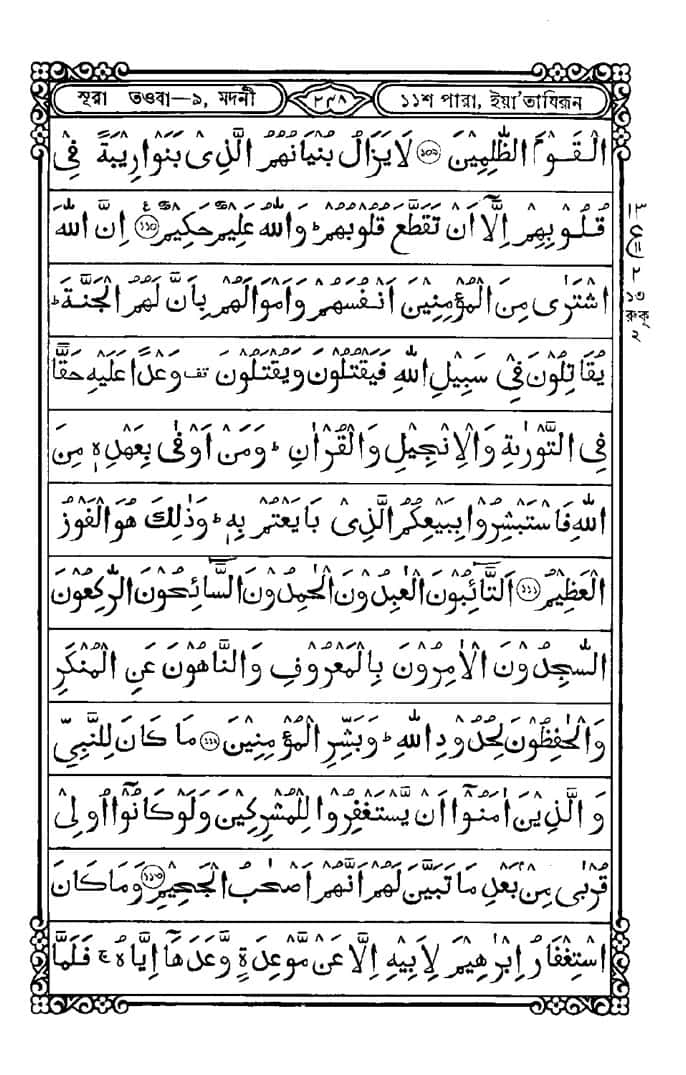 সূরা তওবা—৯, মদনী
২৪৮
১১শ পারা, ইয়া'তাযিরূন
الْقَوْمَ الظّٰلِمِيْنَ ۝١٠٩ لَا يَزَالُ بُنْيَانُهُمُ الَّذِىْ بَنَوْا رِيْبَةً فِىْ
قُلُوْبِهِمْ اِلَّآ اَنْ تَقَطَّعَ قُلُوْبُهُمْ ؕ وَاللّٰهُ عَلِيْمٌ حَكِيْمٌ ۝١١٠ اِنَّ اللّٰهَ
اشْتَرٰى مِنَ الْمُؤْمِنِيْنَ اَنْفُسَهُمْ وَاَمْوَالَهُمْ بِاَنَّ لَهُمُ الْجَنَّةَ ؕ
يُقَاتِلُوْنَ فِىْ سَبِيْلِ اللّٰهِ فَيَقْتُلُوْنَ وَيُقْتَلُوْنَ تف وَعْدًا عَلَيْهِ حَقًّا
فِى التَّوْرٰىةِ وَالْاِنْجِيْلِ وَالْقُرْاٰنِ ؕ وَمَنْ اَوْفٰى بِعَهْدِهٖ مِنَ
اللّٰهِ فَاسْتَبْشِرُوْا بِبَيْعِكُمُ الَّذِىْ بَايَعْتُمْ بِهٖ ؕ وَذٰلِكَ هُوَ الْفَوْزُ
الْعَظِيْمُ ۝١١١ اَلتَّآئِبُوْنَ الْعٰبِدُوْنَ الْحٰمِدُوْنَ السَّآئِحُوْنَ الرّٰكِعُوْنَ
السّٰجِدُوْنَ الْاٰمِرُوْنَ بِالْمَعْرُوْفِ وَالنَّاهُوْنَ عَنِ الْمُنْكَرِ
وَالْحٰفِظُوْنَ لِحُدُوْدِ اللّٰهِ ؕ وَبَشِّرِ الْمُؤْمِنِيْنَ ۝١١٢ مَا كَانَ لِلنَّبِىِّ
وَالَّذِيْنَ اٰمَنُوْٓا اَنْ يَّسْتَغْفِرُوْا لِلْمُشْرِكِيْنَ وَلَوْ كَانُوْٓا اُولِىْ
قُرْبٰى مِنْۢ بَعْدِ مَا تَبَيَّنَ لَهُمْ اَنَّهُمْ اَصْحٰبُ الْجَحِيْمِ ۝١١٣ وَمَا كَانَ
اسْتِغْفَارُ اِبْرٰهِيْمَ لِاَبِيْهِ اِلَّا عَنْ مَّوْعِدَةٍ وَّعَدَهَآ اِيَّاهُ ۚ فَلَمَّا
১৩
ع
১১
২
১৩
রুকূ
২